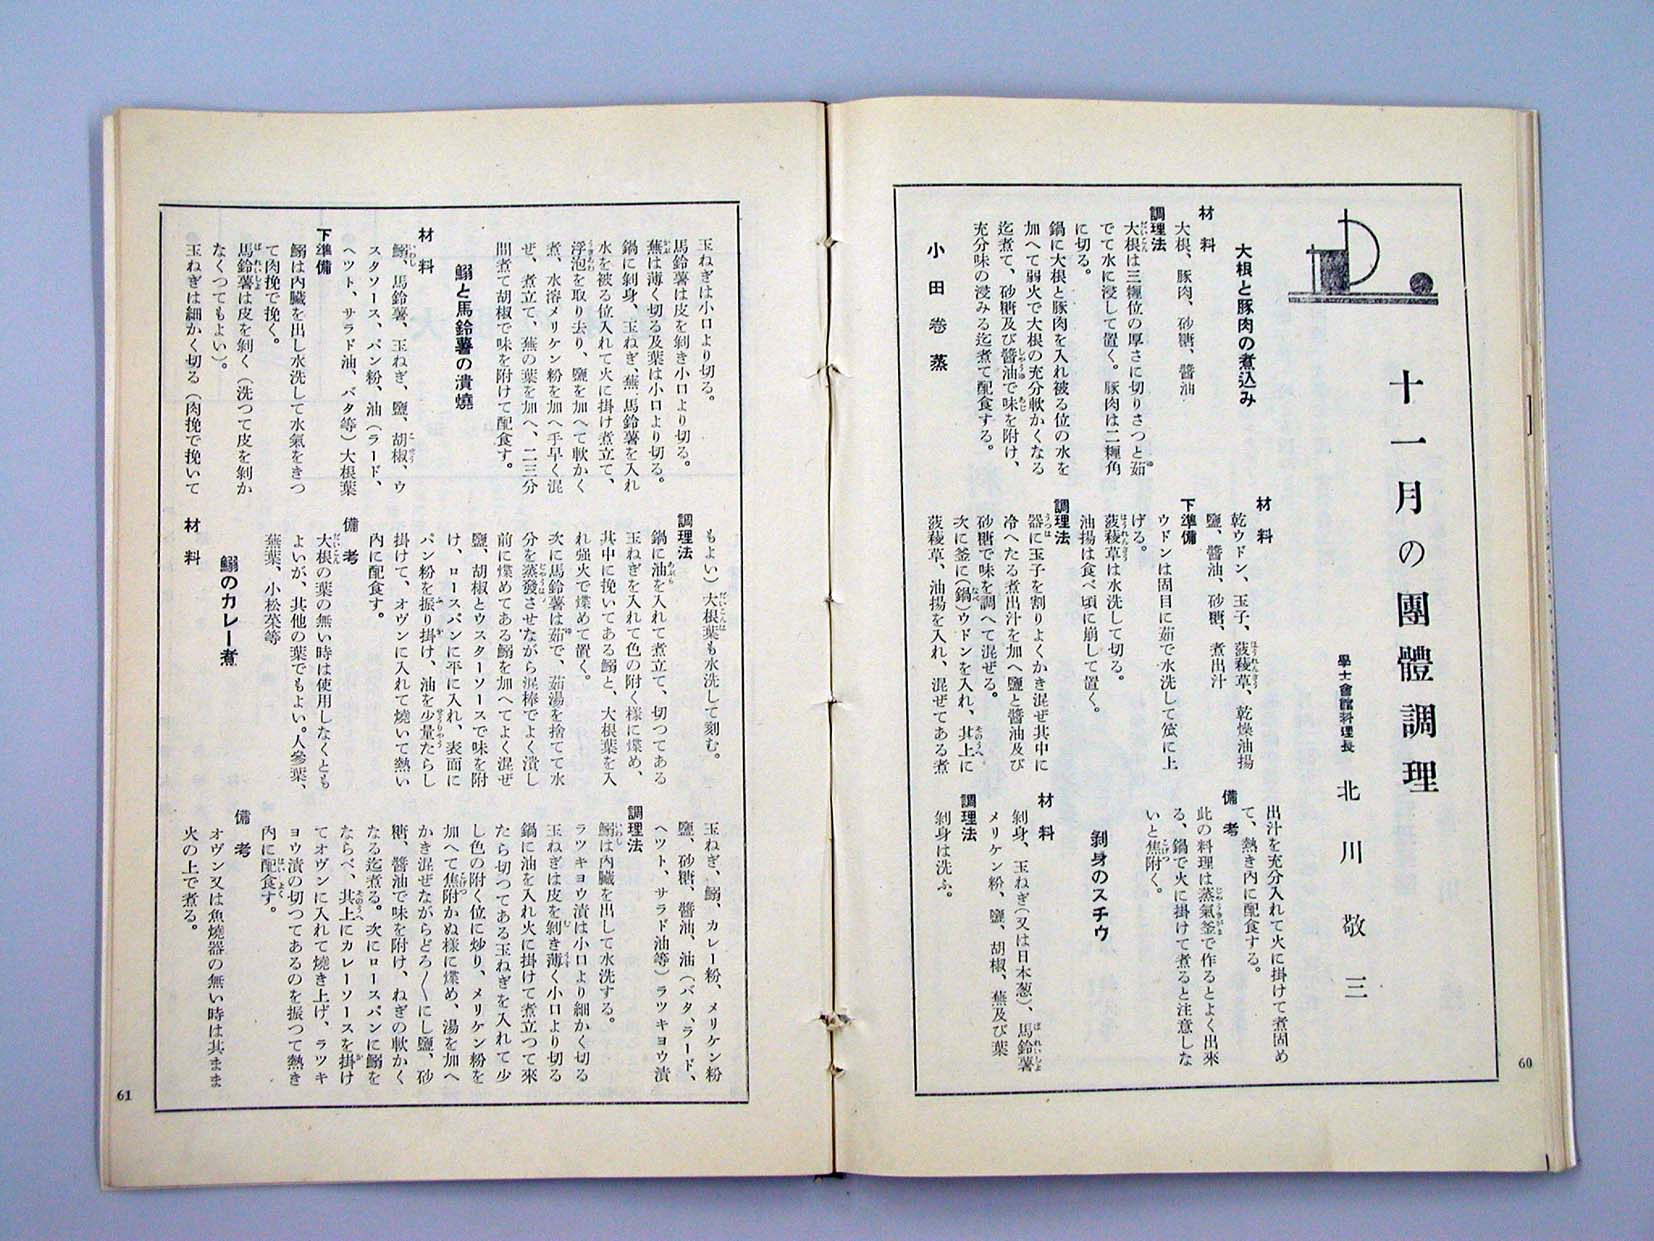 十一月の團體調理
學士會館料理長 北川敬三
大根と豚肉の煮込み
材料
大根、豚肉、砂糖、醬油
調理法
大根は三糎位の厚さに切りさつと茹
でて水に浸して置く。豚肉は二糎角
に切る。
鍋に大根と豚肉を入れ被る位の水を
加へて弱火で大根の充分軟かくなる
迄煮て、砂糖及び醬油で味を附け、
充分味の浸みる迄煮て配食する。
小田卷蒸
材料
乾ウドン、玉子、菠薐草、乾燥油揚
鹽、醬油、砂糖、煮出汁
下準備
ウドンは固目に茹で水洗して笊に上
げる。
菠薐草は水洗して切る。
油揚は食べ頃に崩して置く。
調理法
器に玉子を割りよくかき混ぜ其中に
冷へたる煮出汁を加へ鹽と醬油及び
砂糖で味を調へて混ぜる。
次に釜に(鍋)ウドンを入れ、其上に
菠薐草、油揚を入れ、混ぜてある煮
出汁を充分入れて火に掛けて煮固め
て、熱き內に配食する。
備考
此の料理は蒸氣釜で作るとよく出來
る、鍋で火に掛けて煮ると注意しな
いと焦附く。
剝身のスチウ
材料
剝身、玉ねぎ(又は日本葱)、馬鈴薯
メリケン粉、鹽、胡椒、蕪及び葉
調理法
剝身は洗ふ。
60
玉ねぎは小口より切る。
馬鈴薯は皮を剝き小口より切る。
蕪は薄く切る及葉は小口より切る。
鍋に剝身、玉ねぎ、蕪、馬鈴薯を入れ
水を被る位入れて火に掛け煮立て、
浮泡を取り去り、鹽を加へて軟かく
煮、水溶メリケン粉を加へ手早く混
ぜ、煮立て、蕪の葉を加へ、二三分
間煮て胡椒で味を附けて配食す。
鰯と馬鈴薯の潰燒
材料
鰯、馬鈴薯、玉ねぎ、鹽、胡椒、ウ
スタソース、パン粉、油(ラード、
ヘツト、サラド油、バタ等)大根葉
下準備
鰯は內臟を出し水洗して水氣をきつ
て肉挽で挽く。
馬鈴薯は皮を剝く(洗つて皮を剝か
なくつてもよい)。
玉ねぎは細かく切る(肉挽で挽いて
もよい)大根葉も水洗して刻む。
調理法
鍋に油を入れて煮立て、切つてある
玉ねぎを入れて色の附く樣に煠め、
其中に挽いてある鰯と、大根葉を入
れ強火で煠めて置く。
次に馬鈴薯は茹で、茹湯を捨てて水
分を蒸發させながら混棒でよく潰し
前に煠めてある鰯を加へてよく混ぜ
鹽、胡椒とウスターソースで味を附
け、ロースパンに平に入れ、表面に
パン粉を振り掛け、油を少量たらし
掛けて、オヴンに入れて燒いて熱い
內に配食す。
備考
大根の葉の無い時は使用しなくとも
よいが、其他の葉でもよい。人參葉、
蕪葉、小松菜等
鰯のカレー煮
材料
玉ねぎ、鰯、カレー粉、メリケン粉
鹽、砂糖、醬油、油(バタ、ラード、
ヘツト、サラド油等)ラツキヨウ漬
調理法
鰯は內臟を出して水洗する。
ラツキヨウ漬は小口より細かく切る
玉ねぎは皮を剝き薄く小口より切る
鍋に油を入れ火に掛けて煮立つて來
たら切つてある玉ねぎを入れて少
し色の附く位に炒り、メリケン粉を
加へて焦附かぬ樣に煠め、湯を加へ
かき混ぜながらどろ〱にし鹽、砂
糖、醬油で味を附け、ねぎの軟かく
なる迄煮る。次にロースパンに鰯を
ならべ、其上にカレーソースを掛け
てオヴンに入れて燒き上げ、ラツキ
ヨウ漬の切つてあるのを振つて熱き
內に配食す。
備考
オヴン又は魚燒器の無い時は其まま
火の上で煮る。
61